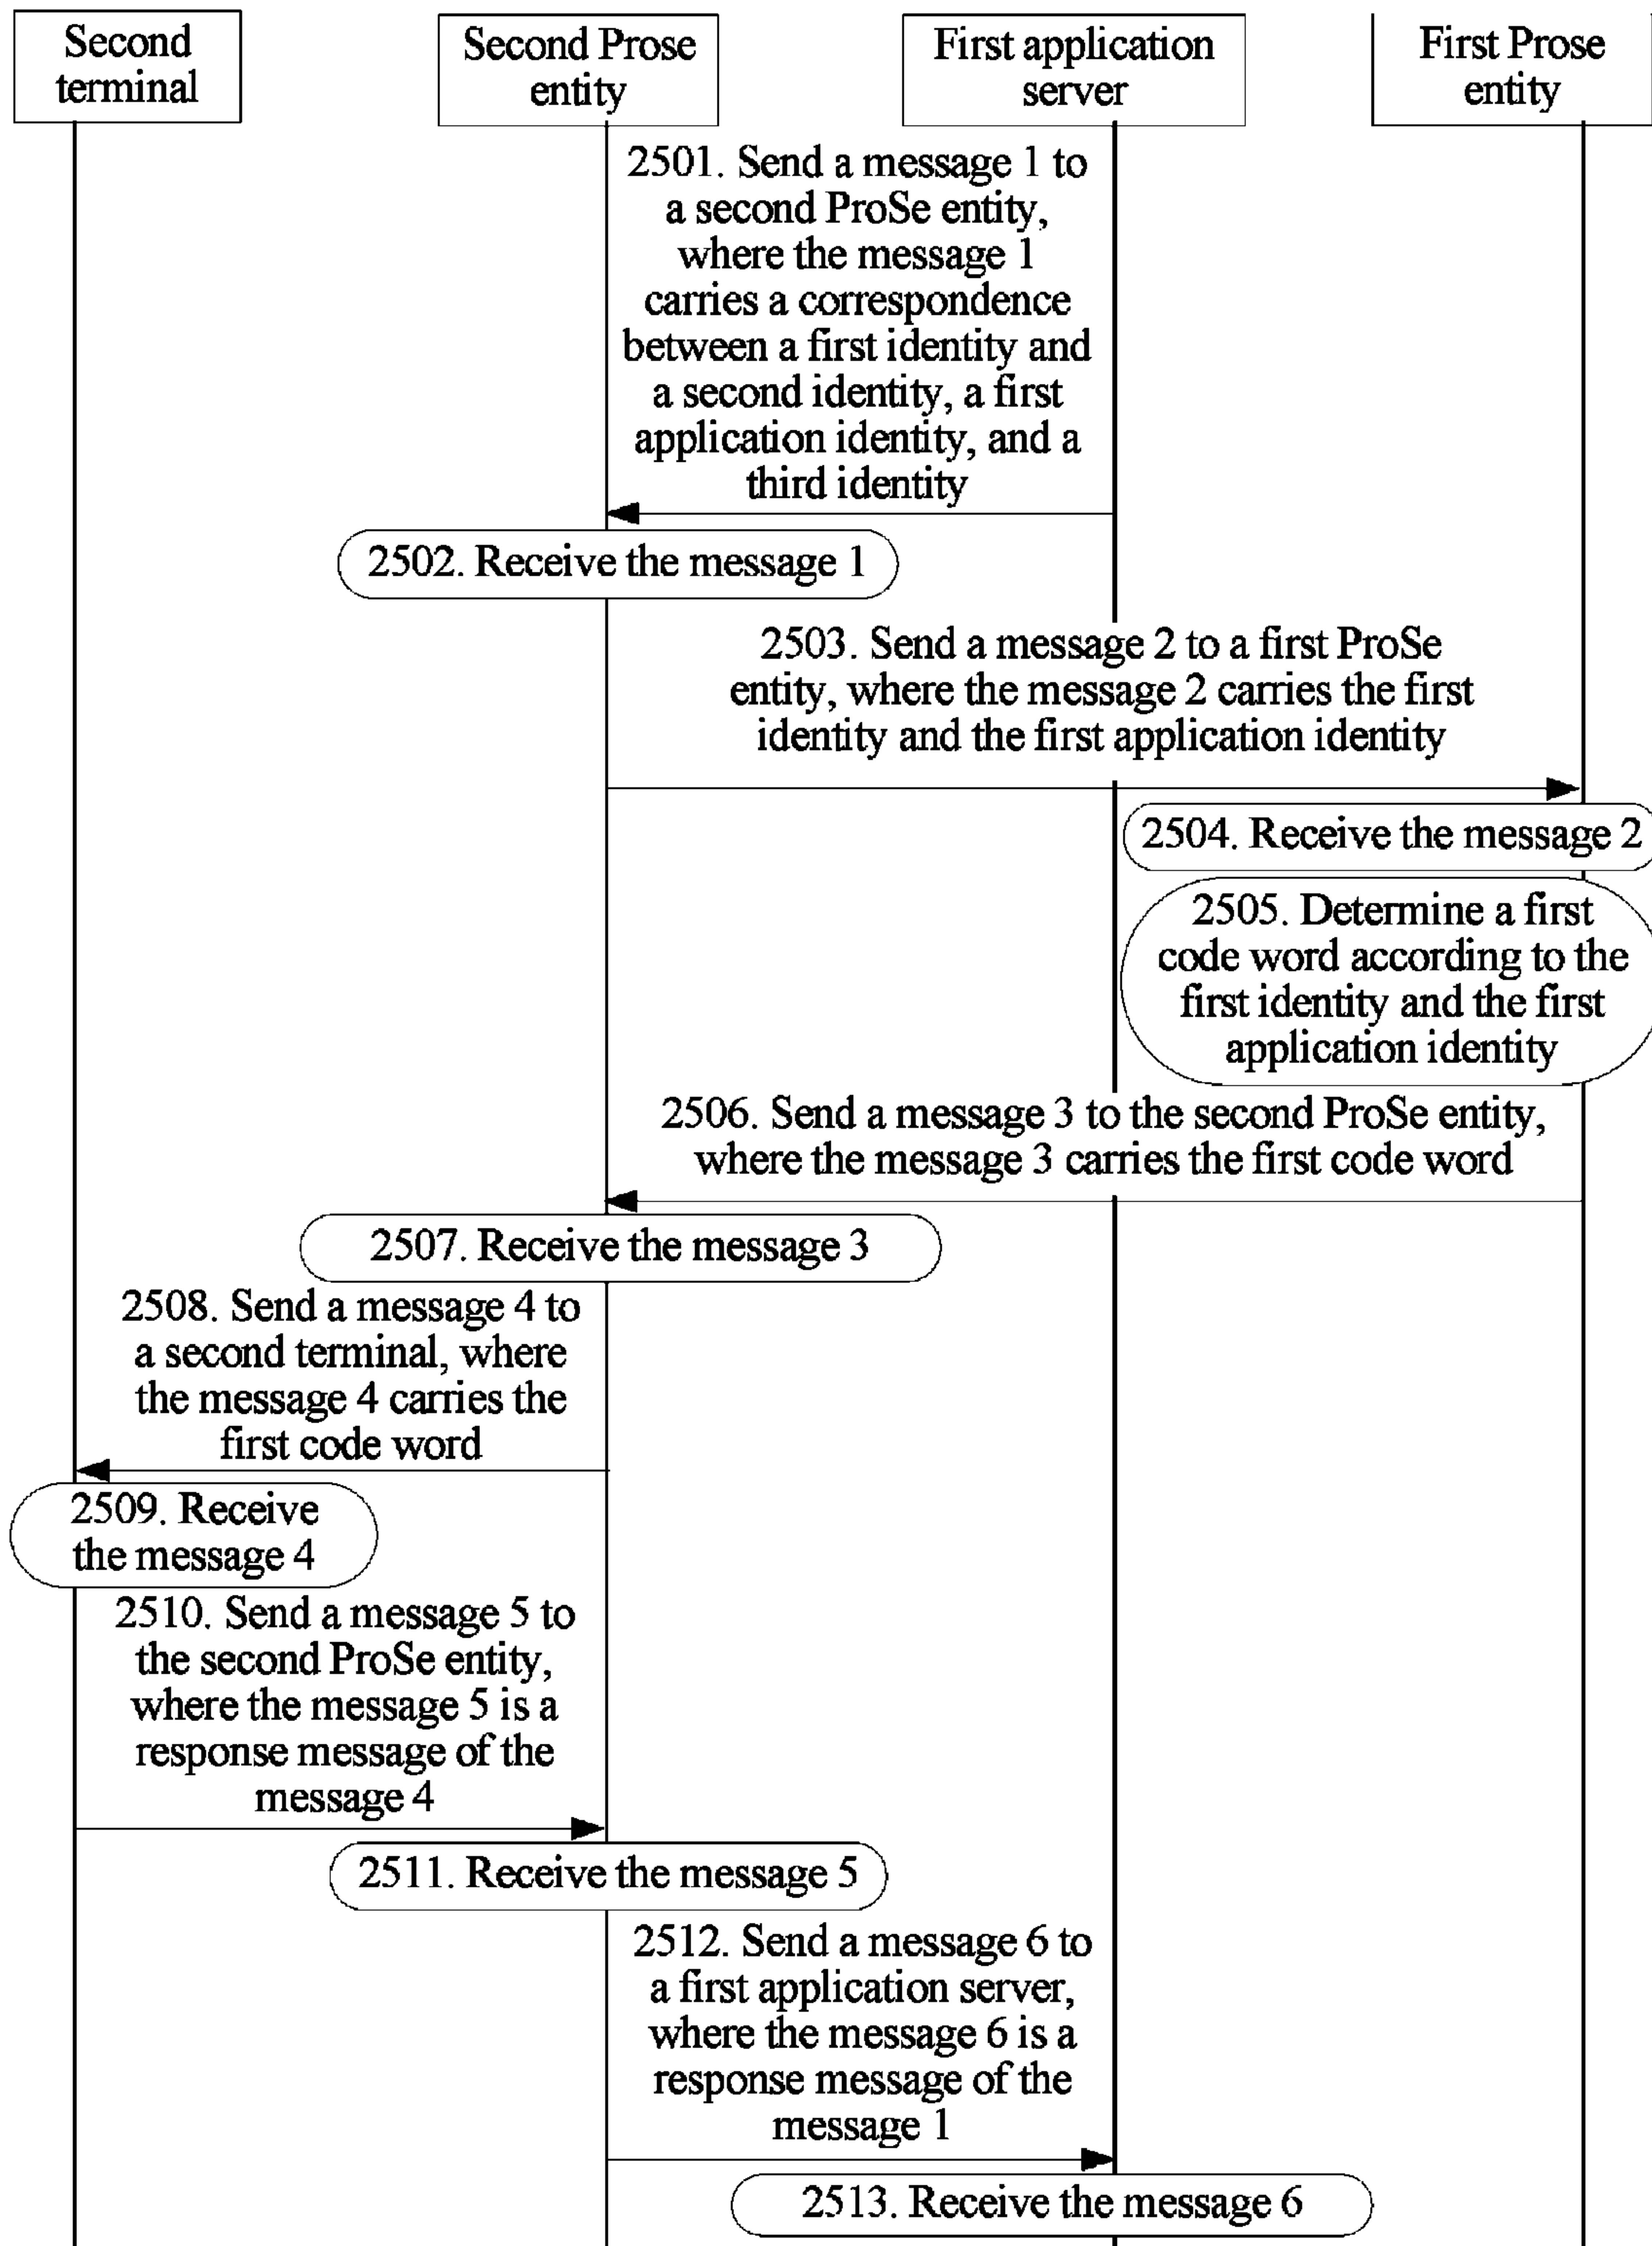 Second
terminal
Second Prose
entity
First application
server
First Prose
entity
2501. Send a message 1 to
a second ProSe entity,
where the message 1
carries a correspondence
between a first identity and
a second identity, a first
application identity, and a
third identity
2502. Receive the message 1
2503. Send a message 2 to a first ProSe
entity, where the message 2 carries the first
identity and the first application identity
2504. Receive the message 2
2505. Determine a first
code word according to the
first identity and the first
application identity
2506. Send a message 3 to the second ProSe entity,
where the message 3 carries the first code word
2507. Receive the message 3
2508. Send a message 4 to
a second terminal, where
the message 4 carries the
first code word
2509. Receive
the message 4
2510. Send a message 5 to
the second ProSe entity,
where the message 5 is a
response message of the
message 4
2511. Receive the message 5
2512. Send a message 6 to
a first application server,
where the message 6 is a
response message of the
message 1
2513. Receive the message 6